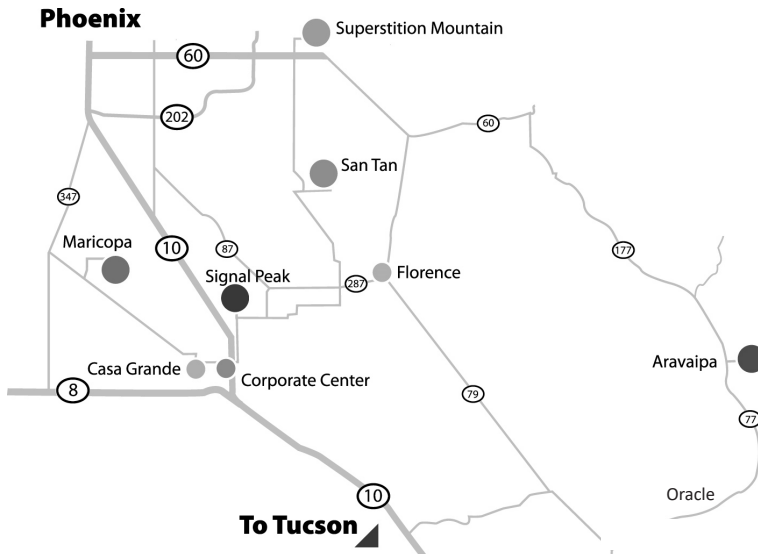 Phoenix
Superstition Mountain
60
202
60
San Tan
347
Maricopa
10
87
177
Signal Peak
Florence
287
Aravaipa
Casa Grande
Corporate Center
8
79
77
10
Oracle
To Tucson